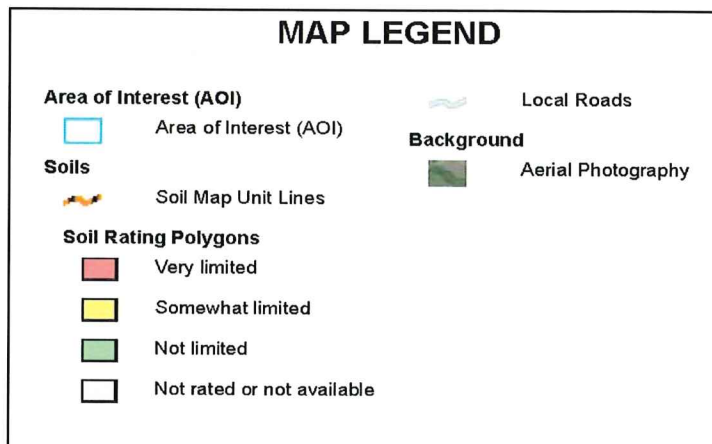 MAP LEGEND
Area of Interest (AOI)
Area of Interest (AOI)
Soils
Soil Map Unit Lines
Soil Rating Polygons
Very limited
Somewhat limited
Not limited
Not rated or not available
Local Roads
Background
Aerial Photography